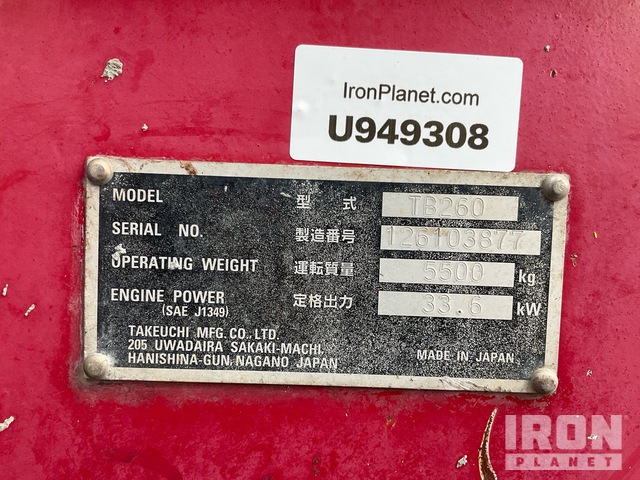 IronPlanet.com
U949308
MODEL 型 式 TB260
SERIAL NO. 製造番号 126103877
OPERATING WEIGHT 運転質量 5500 kg
ENGINE POWER 定格出力 33.6 kW
(SAE J1349)
TAKEUCHI MFG. CO., LTD.
205 UWADAIRA SAKAKI-MACHI,
HANISHINA-GUN, NAGANO JAPAN MADE IN JAPAN
IRON
PLANET